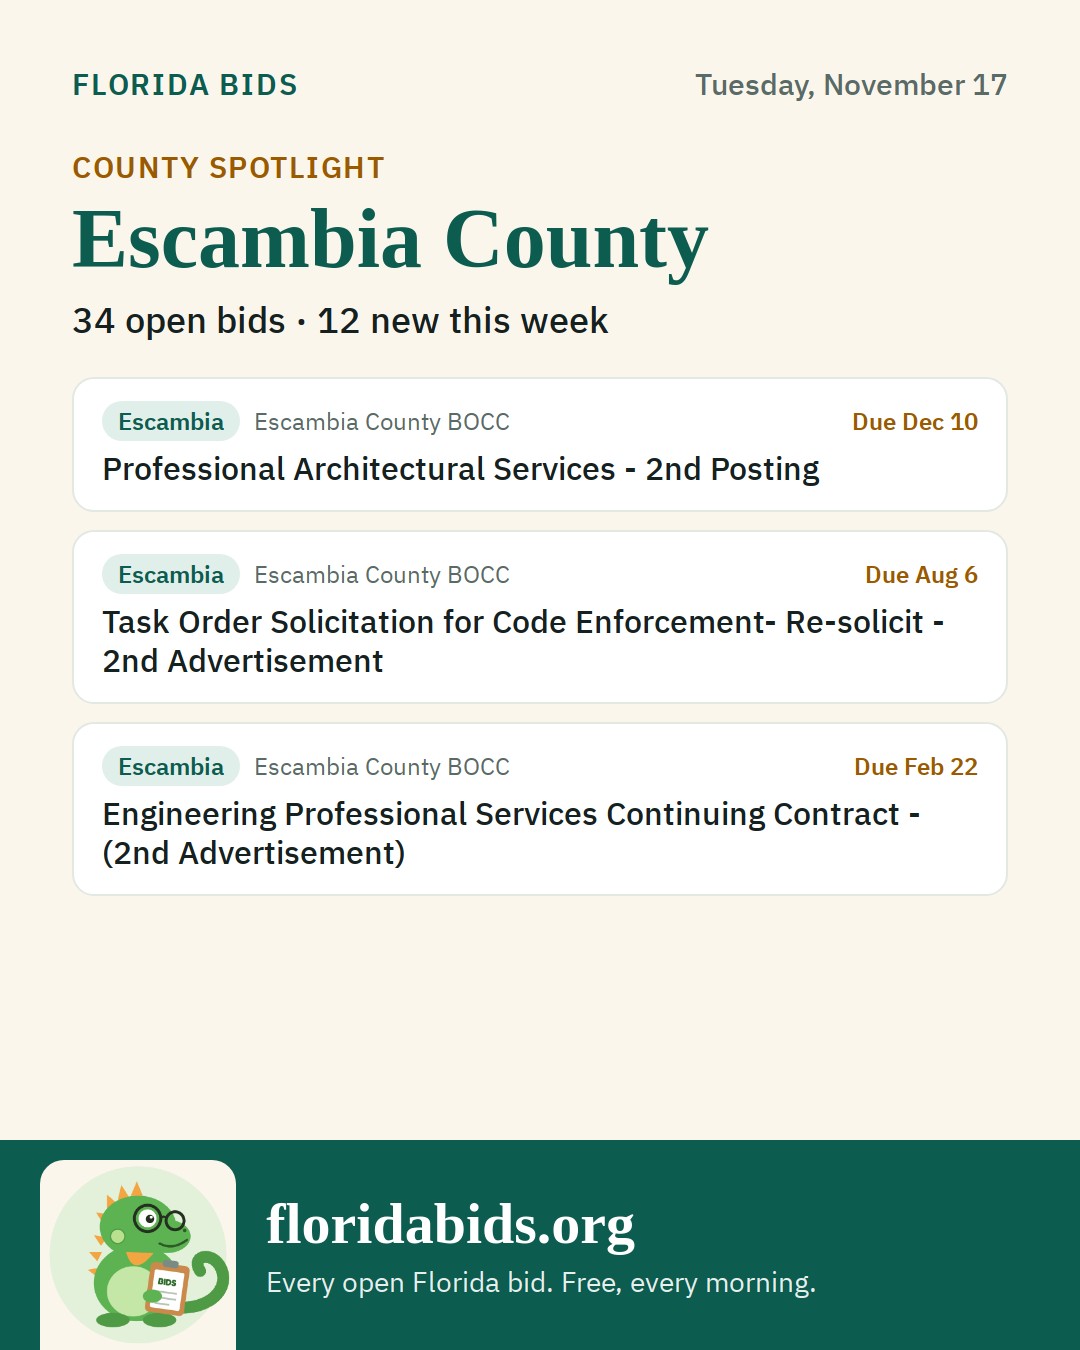 FLORIDA BIDS
Tuesday, November 17
COUNTY SPOTLIGHT
Escambia County
34 open bids · 12 new this week
Escambia
Escambia County BOCC
Due Dec 10
Professional Architectural Services - 2nd Posting
Escambia
Escambia County BOCC
Due Aug 6
Task Order Solicitation for Code Enforcement- Re-solicit -
2nd Advertisement
Escambia
Escambia County BOCC
Due Feb 22
Engineering Professional Services Continuing Contract -
(2nd Advertisement)
BIDS
floridabids.org
Every open Florida bid. Free, every morning.